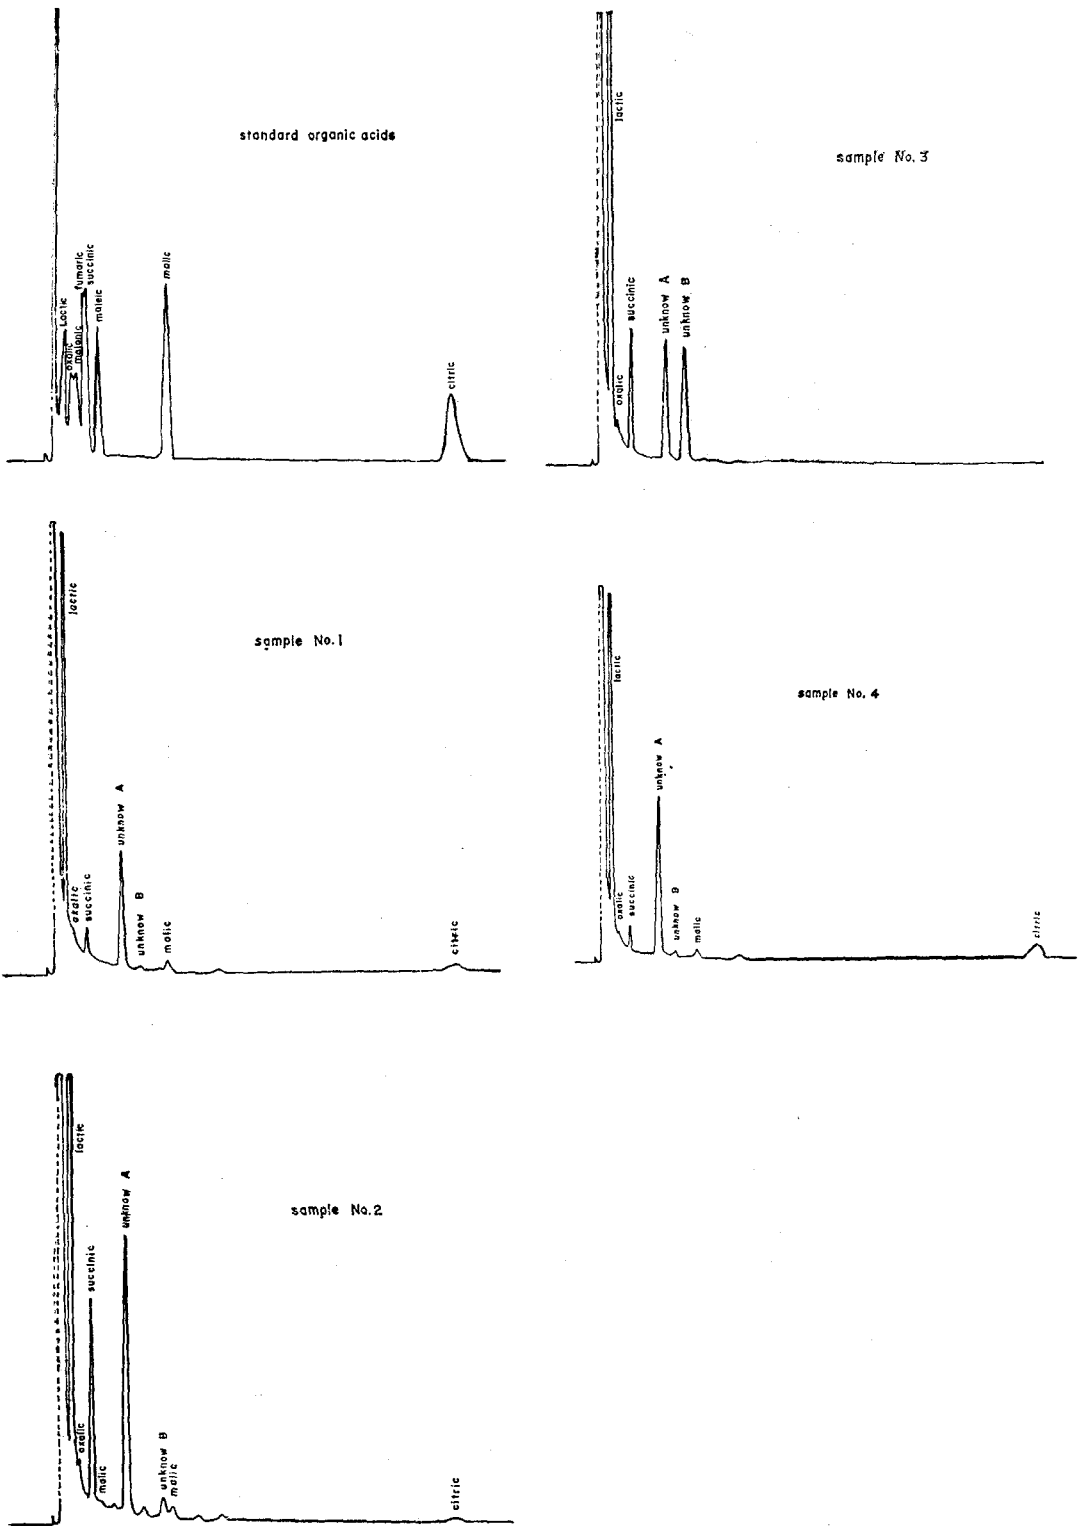 standard organic acids
Lactic
oxalic
malonic
fumaric
succinic
maleic
malic
citric
sample No. 3
lactic
oxalic
succinic
unknow A
unknow B
sample No. 1
lactic
oxalic
succinic
unknow A
unknow B
malic
citric
sample No. 4
lactic
oxalic
succinic
unknow A
unknow B
malic
citric
sample No. 2
lactic
oxalic
succinic
malic
unknow A
unknow B
malic
citric